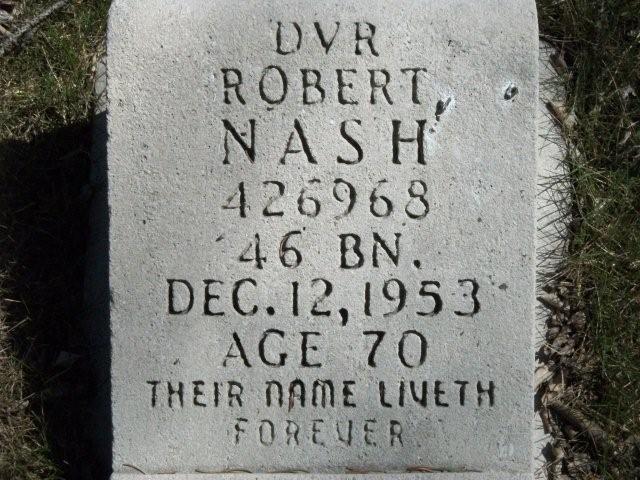 DVR
ROBERT
NASH
426968
46 BN.
DEC. 12, 1953
AGE 70
THEIR NAME LIVETH
FOREVER